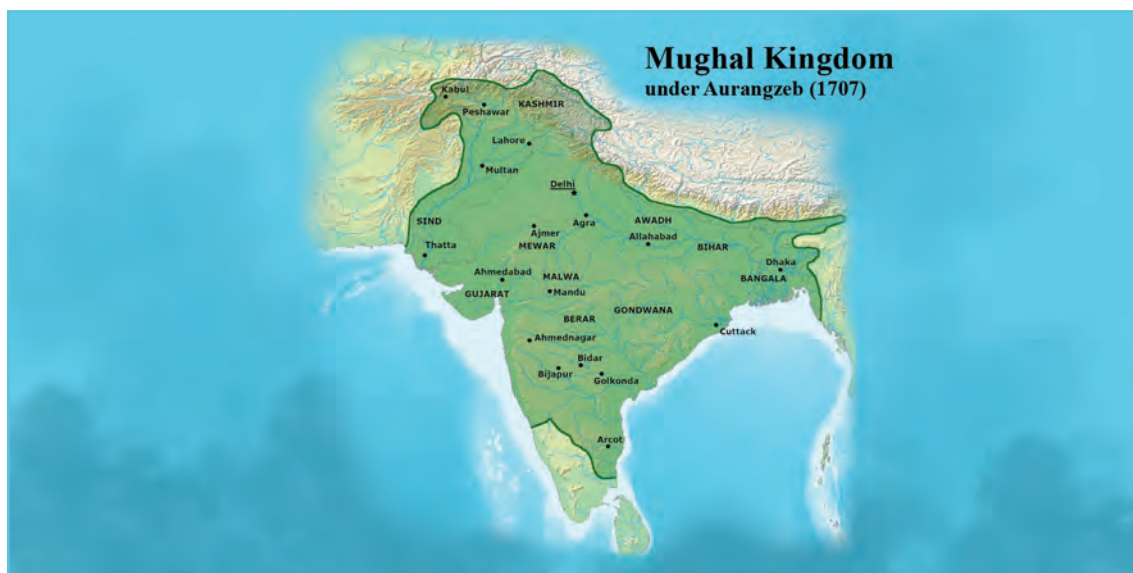 Mughal Kingdom
under Aurangzeb (1707)
Kabul
Peshawar
KASHMIR
Lahore
Multan
Delhi
SIND
Ajmer
Agra
AWADH
MEWAR
Allahabad
BIHAR
Thatta
Dhaka
Ahmedabad
MALWA
BANGALA
GUJARAT
Mandu
BERAR
GONDWANA
Cuttack
Ahmednagar
Bidar
Bijapur
Golkonda
Arcot